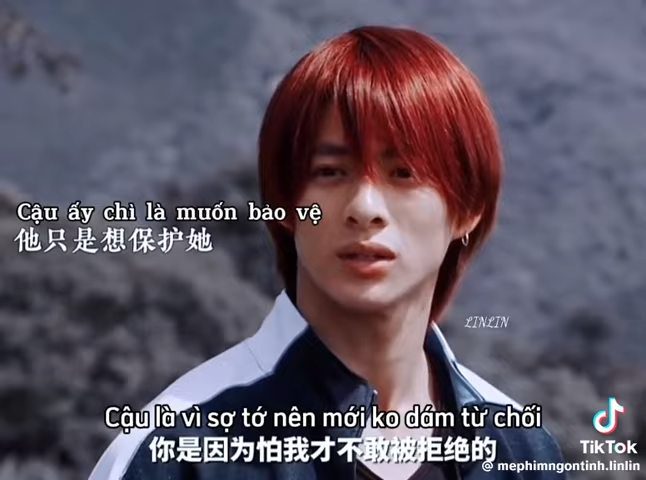 Cậu ấy chỉ là muốn bảo vệ
他只是想保护她
LINLIN
Cậu là vì sợ tớ nên mới ko dám từ chối
你是因为怕我才不敢被拒绝的
TikTok
@mephimngontinh.linlin